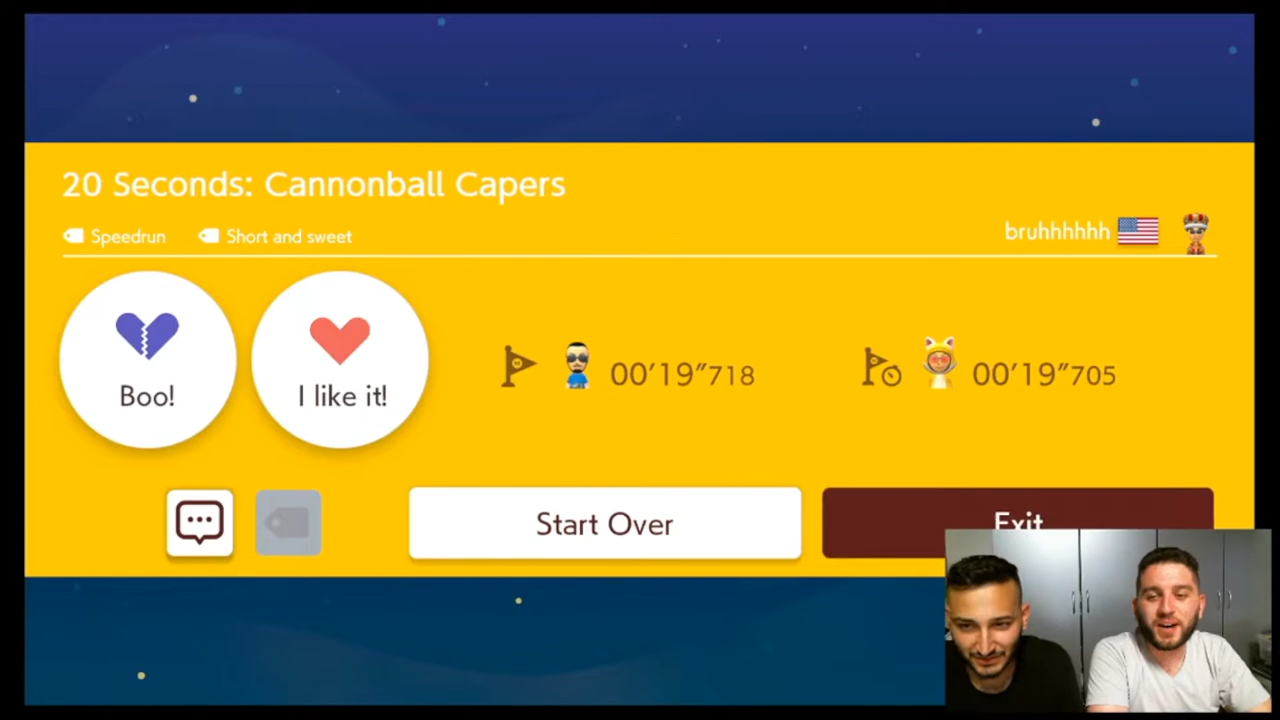 20 Seconds: Cannonball Capers
Speedrun Short and sweet
bruhhhhhh
Boo!
I like it!
00'19"718
00'19"705
Start Over
Exit